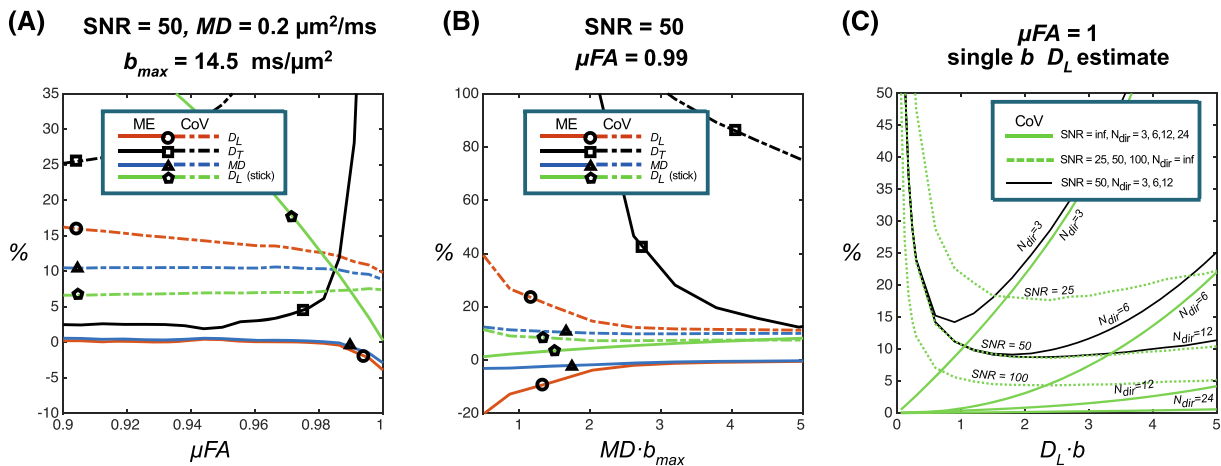 (A)
SNR = 50, MD = 0.2 µm²/ms
b_max = 14.5 ms/µm²
35
30
25
20
15
10
5
0
-5
-10
%
ME CoV
D_L
D_T
MD
D_L (stick)
0.9 0.92 0.94 0.96 0.98 1
µFA
(B)
SNR = 50
µFA = 0.99
100
80
60
40
20
0
-20
%
ME CoV
D_L
D_T
MD
D_L (stick)
0 1 2 3 4 5
MD·b_max
(C)
µFA = 1
single b D_L estimate
50
45
40
35
30
25
20
15
10
5
0
%
CoV
SNR = inf, N_dir = 3, 6,12, 24
SNR = 25, 50, 100, N_dir = inf
SNR = 50, N_dir = 3, 6,12
N_dir=3
N_dir=3
SNR = 25
N_dir=6
N_dir=6
SNR = 50
N_dir=12
SNR = 100
N_dir=12
N_dir=24
0 1 2 3 4 5
D_L·b